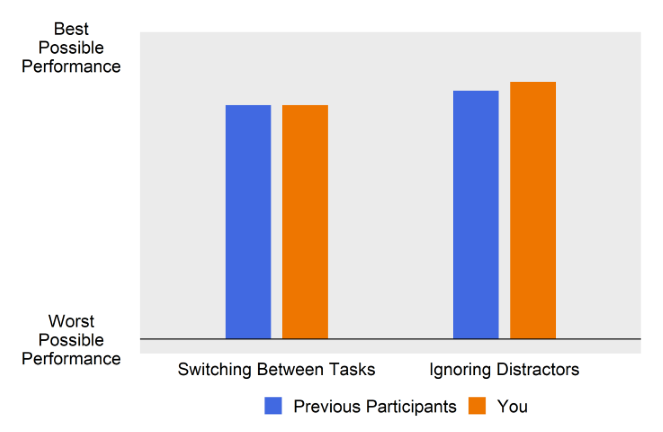 Best
Possible
Performance
Worst
Possible
Performance
Switching Between Tasks
Ignoring Distractors
Previous Participants
You